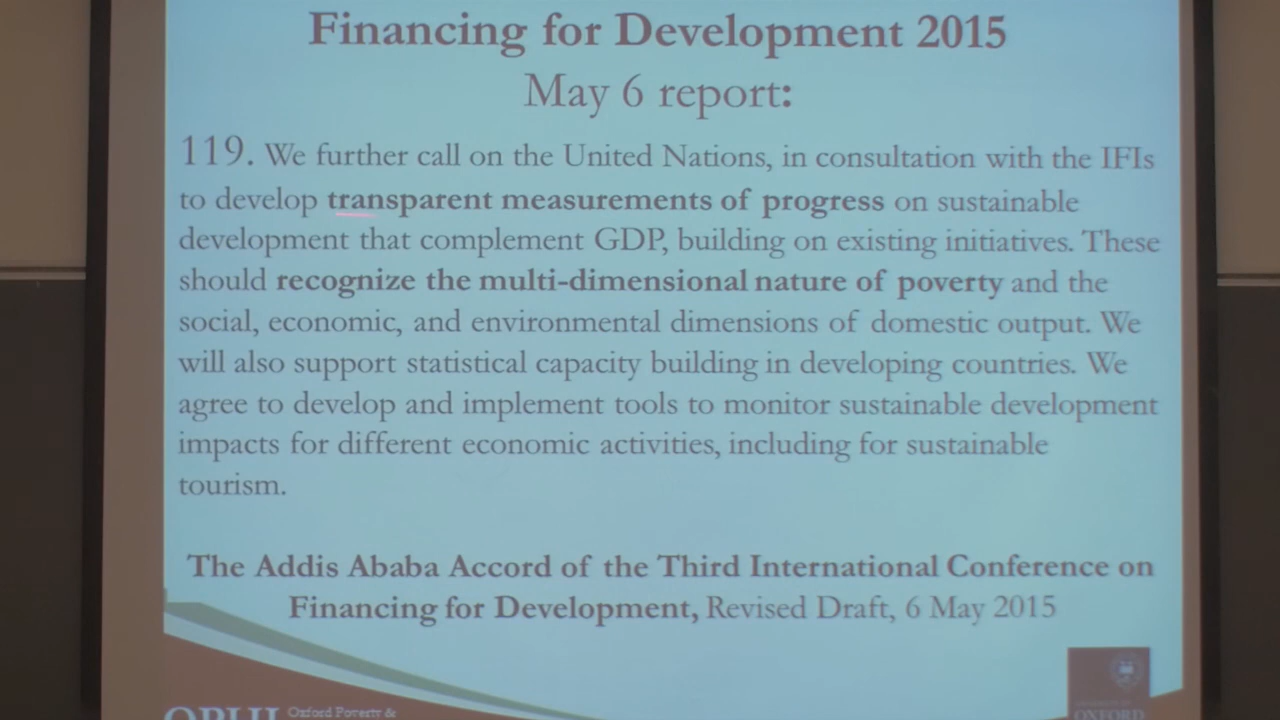 Financing for Development 2015
May 6 report:
119. We further call on the United Nations, in consultation with the IFIs
to develop transparent measurements of progress on sustainable
development that complement GDP, building on existing initiatives. These
should recognize the multi-dimensional nature of poverty and the
social, economic, and environmental dimensions of domestic output. We
will also support statistical capacity building in developing countries. We
agree to develop and implement tools to monitor sustainable development
impacts for different economic activities, including for sustainable
tourism.
The Addis Ababa Accord of the Third International Conference on
Financing for Development, Revised Draft, 6 May 2015
OPHI Oxford Poverty &
OXFORD